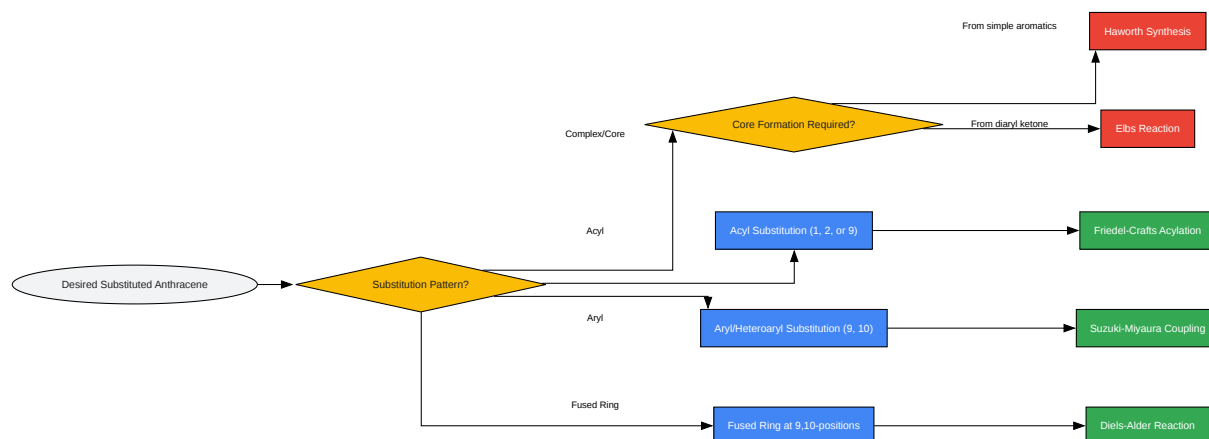 From simple aromatics
Haworth Synthesis
Complex/Core
Core Formation Required?
From diaryl ketone
Elbs Reaction
Acyl
Acyl Substitution (1, 2, or 9)
Friedel-Crafts Acylation
Desired Substituted Anthracene
Substitution Pattern?
Aryl
Aryl/Heteroaryl Substitution (9, 10)
Suzuki-Miyaura Coupling
Fused Ring
Fused Ring at 9,10-positions
Diels-Alder Reaction